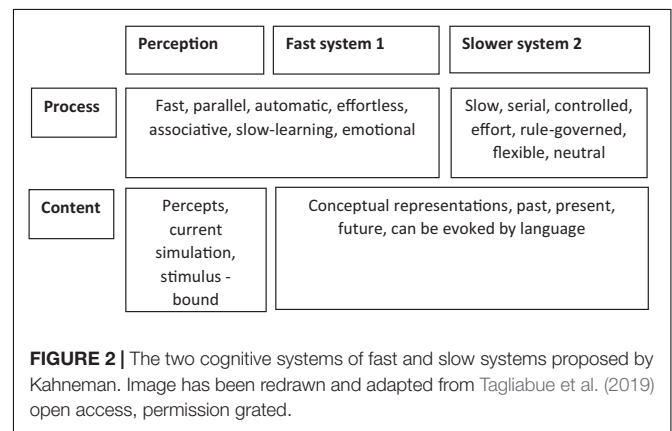 Perception
Fast system 1
Slower system 2
Process
Fast, parallel, automatic, effortless,
associative, slow-learning, emotional
Slow, serial, controlled,
effort, rule-governed,
flexible, neutral
Content
Percepts,
current
simulation,
stimulus -
bound
Conceptual representations, past, present,
future, can be evoked by language
FIGURE 2 | The two cognitive systems of fast and slow systems proposed by
Kahneman. Image has been redrawn and adapted from Tagliabue et al. (2019)
open access, permission grated.